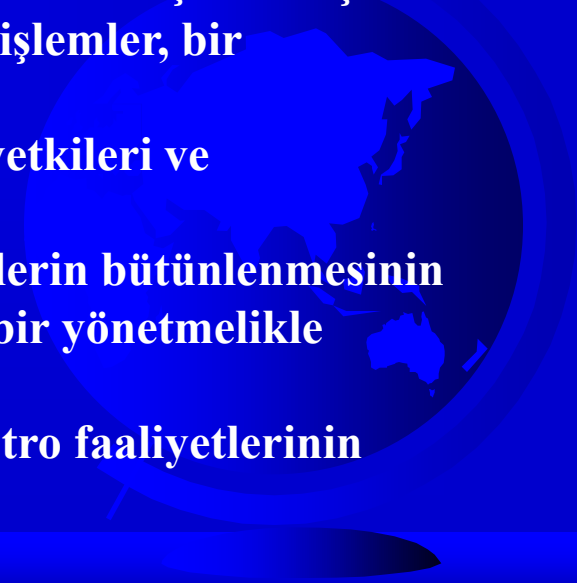 işlemler, bir
yetkileri ve
lerin bütünlenmesinin
bir yönetmelikle
tro faaliyetlerinin